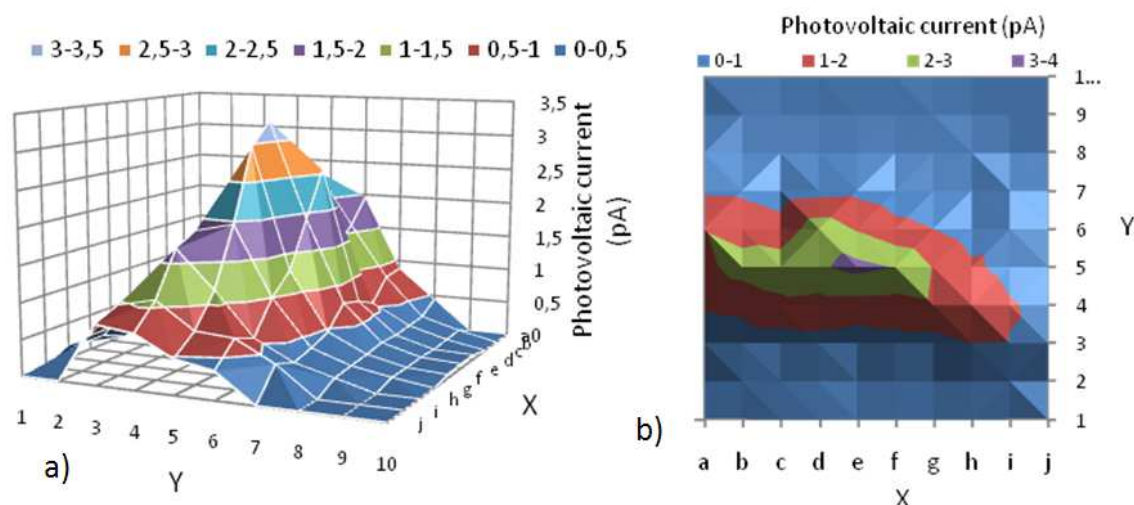 3-3,5 2,5-3 2-2,5 1,5-2 1-1,5 0,5-1 0-0,5
3,5
3
2,5
2
1,5
1
0,5
0
Photovoltaic current
(pA)
a
d
e
f
g
h
i
j
X
1 2 3 4 5 6 7 8 9 10
Y
a)
Photovoltaic current (pA)
0-1 1-2 2-3 3-4
1...
9
8
7
6
5
4
3
2
1
Y
a b c d e f g h i j
X
b)